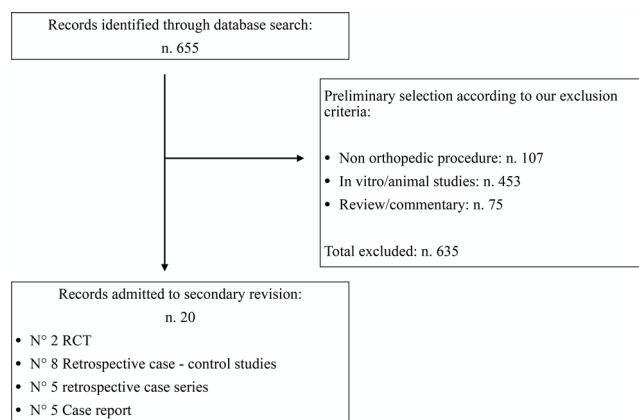 Records identified through database search:
n. 655
Preliminary selection according to our exclusion
criteria:
• Non orthopedic procedure: n. 107
• In vitro/animal studies: n. 453
• Review/commentary: n. 75
Total excluded: n. 635
Records admitted to secondary revision:
n. 20
• N° 2 RCT
• N° 8 Retrospective case - control studies
• N° 5 retrospective case series
• N° 5 Case report